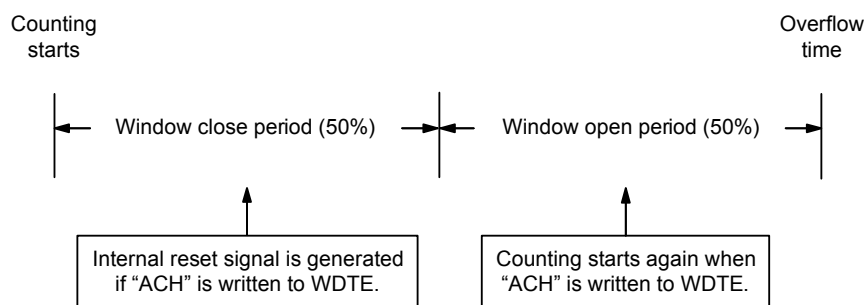 Counting
starts
Overflow
time
Window close period (50%)
Window open period (50%)
Internal reset signal is generated
if “ACH” is written to WDTE.
Counting starts again when
“ACH” is written to WDTE.